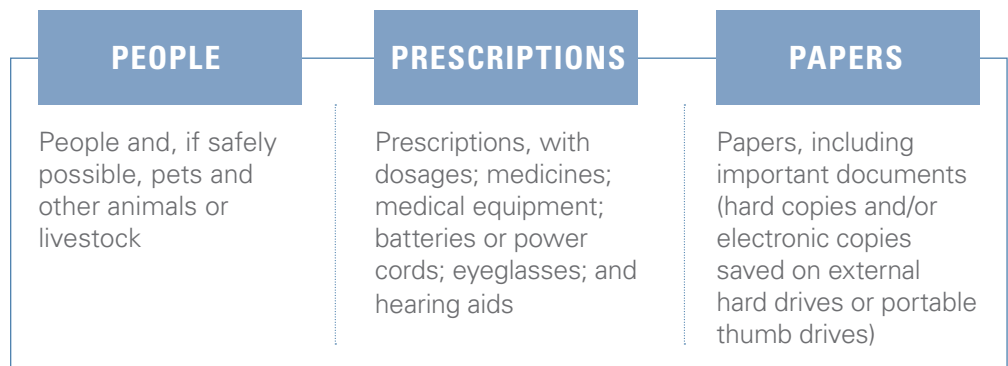 PEOPLE
People and, if safely
possible, pets and
other animals or
livestock
PRESCRIPTIONS
Prescriptions, with
dosages; medicines;
medical equipment;
batteries or power
cords; eyeglasses; and
hearing aids
PAPERS
Papers, including
important documents
(hard copies and/or
electronic copies
saved on external
hard drives or portable
thumb drives)